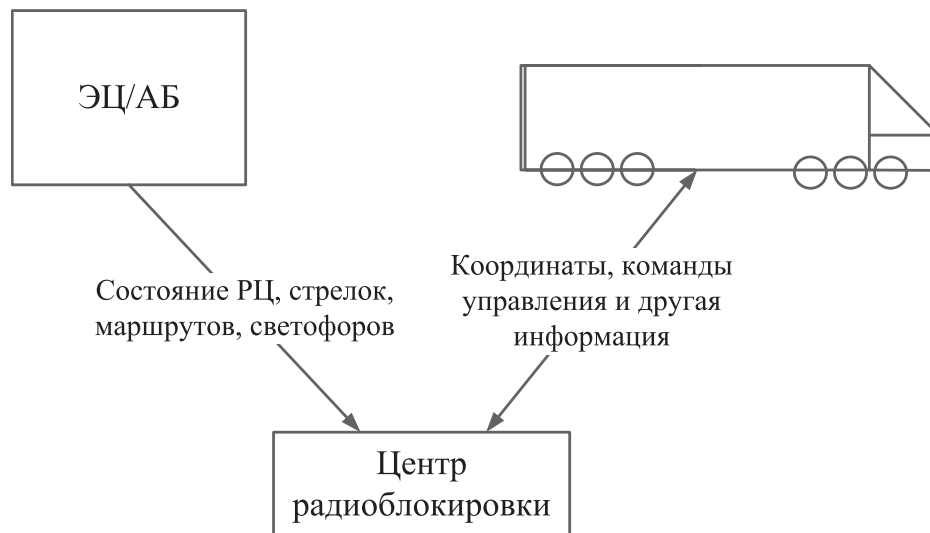 ЭЦ/АБ
Состояние РЦ, стрелок,
маршрутов, светофоров
Координаты, команды
управления и другая
информация
Центр
радиоблокировки